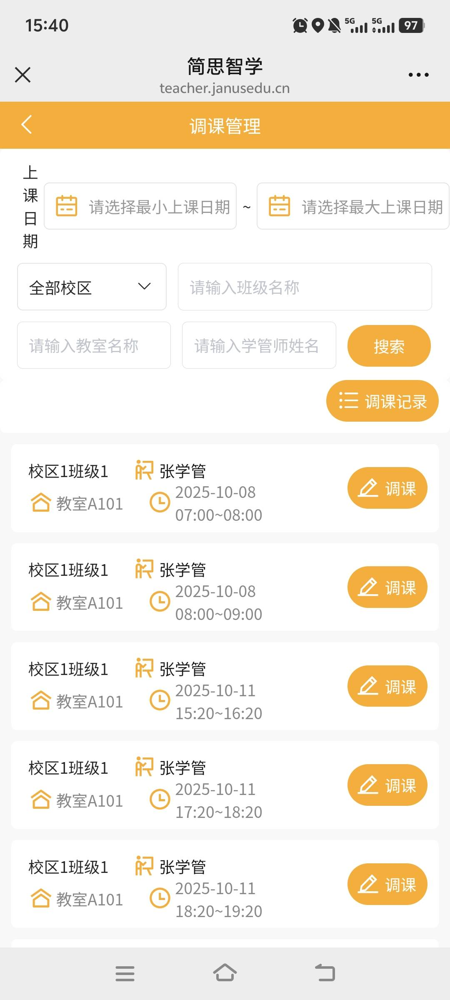 15:40
5G 5G 97
简思智学
teacher.janusedu.cn
调课管理
上课日期
请选择最小上课日期 ~ 请选择最大上课日期
全部校区 请输入班级名称
请输入教室名称 请输入学管师姓名 搜索
调课记录
校区1班级1 张学管
教室A101 2025-10-08
07:00~08:00
调课
校区1班级1 张学管
教室A101 2025-10-08
08:00~09:00
调课
校区1班级1 张学管
教室A101 2025-10-11
15:20~16:20
调课
校区1班级1 张学管
教室A101 2025-10-11
17:20~18:20
调课
校区1班级1 张学管
教室A101 2025-10-11
18:20~19:20
调课